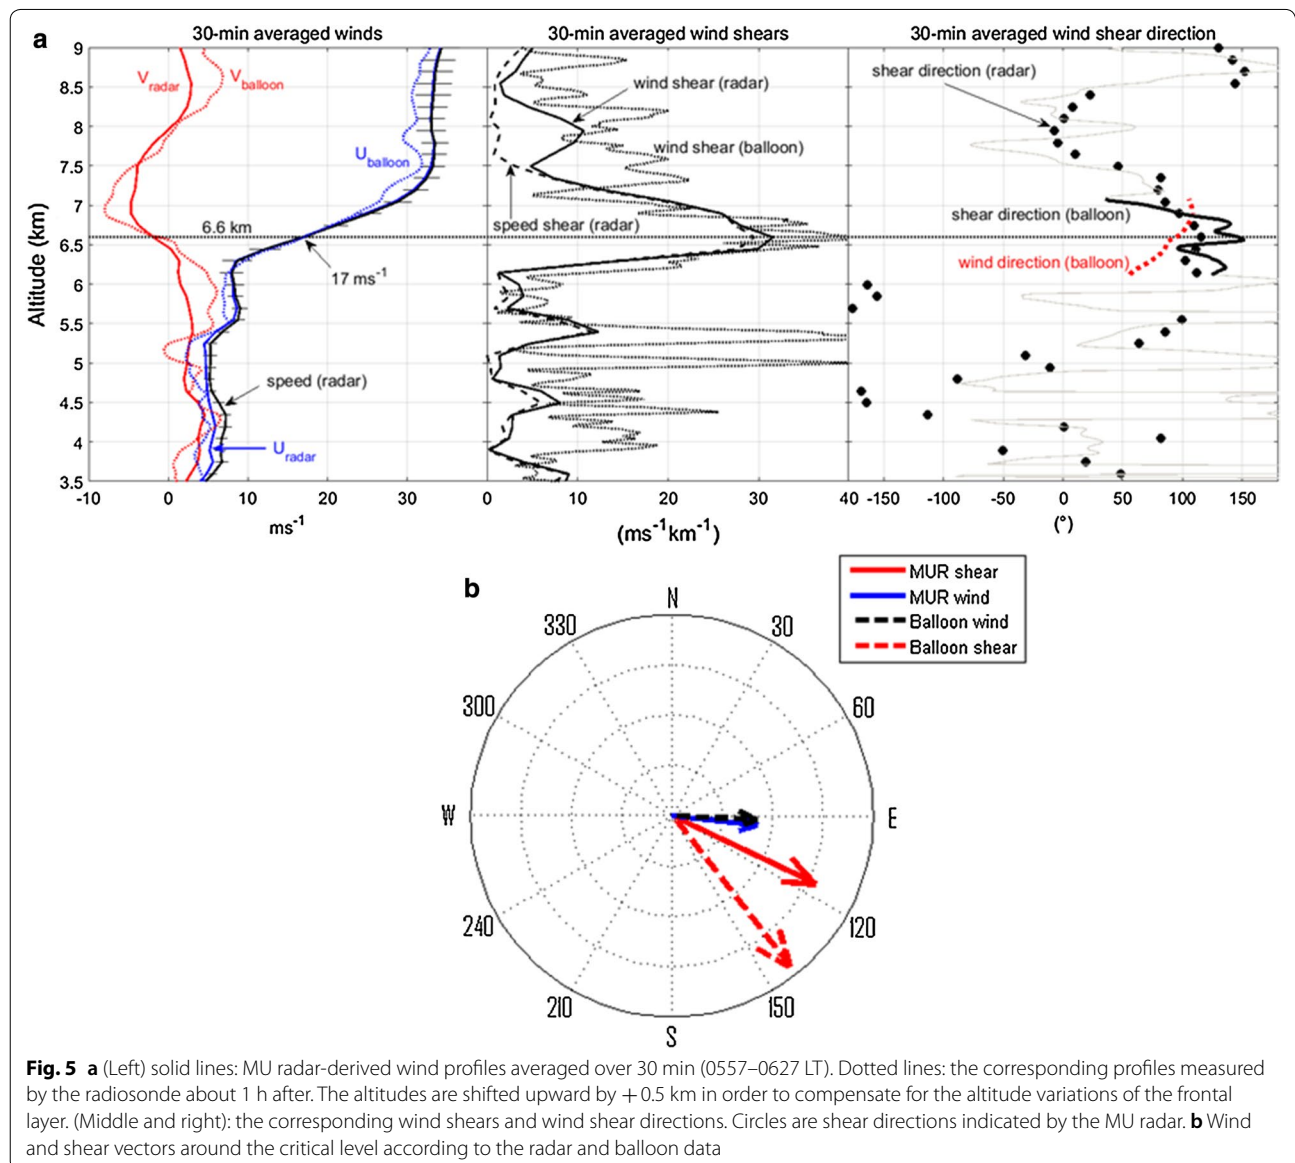 a
30-min averaged winds
30-min averaged wind shears
30-min averaged wind shear direction
Altitude (km)
9
8.5
8
7.5
7
6.5
6
5.5
5
4.5
4
3.5
V radar
V balloon
U balloon
6.6 km
17 ms-1
speed (radar)
U radar
-10
0
10
20
30
ms-1
wind shear (radar)
wind shear (balloon)
speed shear (radar)
0
10
20
30
40
(ms-1km-1)
shear direction (radar)
shear direction (balloon)
wind direction (balloon)
-150
-100
-50
0
50
100
150
(°)
b
MUR shear
MUR wind
Balloon wind
Balloon shear
N
30
60
E
120
150
S
210
240
W
300
330
Fig. 5 a (Left) solid lines: MU radar-derived wind profiles averaged over 30 min (0557–0627 LT). Dotted lines: the corresponding profiles measured
by the radiosonde about 1 h after. The altitudes are shifted upward by +0.5 km in order to compensate for the altitude variations of the frontal
layer. (Middle and right): the corresponding wind shears and wind shear directions. Circles are shear directions indicated by the MU radar. b Wind
and shear vectors around the critical level according to the radar and balloon data